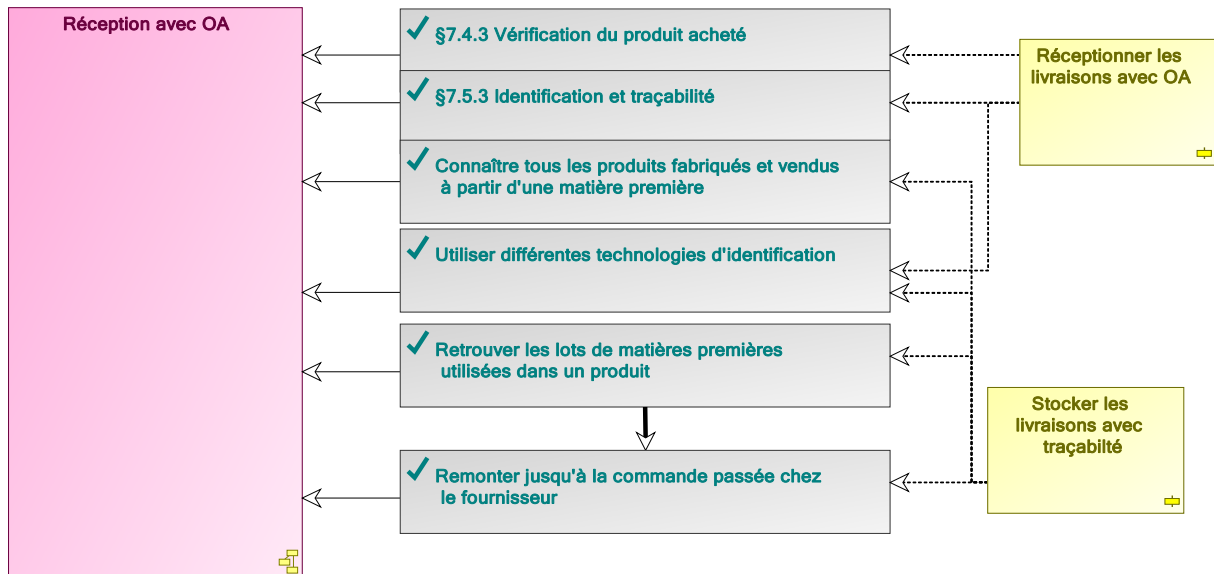 Réception avec OA
§7.4.3 Vérification du produit acheté
§7.5.3 Identification et traçabilité
Connaître tous les produits fabriqués et vendus
à partir d'une matière première
Utiliser différentes technologies d'identification
Retrouver les lots de matières premières
utilisées dans un produit
Remonter jusqu'à la commande passée chez
le fournisseur
Réceptionner les
livraisons avec OA
Stocker les
livraisons avec
traçabilté